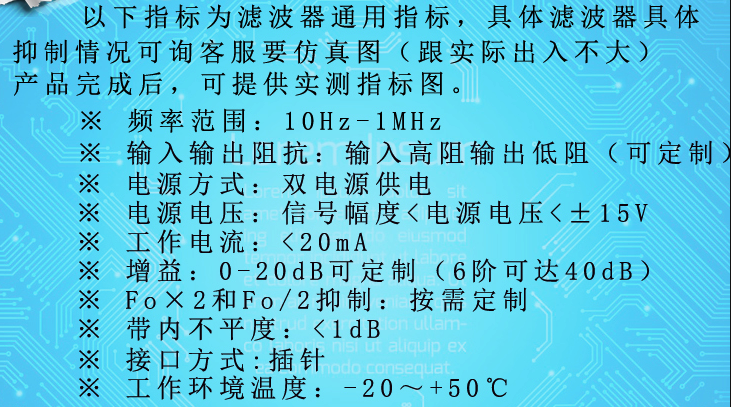 以下指标为滤波器通用指标，具体滤波器具体
抑制情况可询客服要仿真图（跟实际出入不大）
产品完成后，可提供实测指标图。
※ 频率范围：10Hz-1MHz
※ 输入输出阻抗：输入高阻输出低阻（可定制）
※ 电源方式：双电源供电
※ 电源电压：信号幅度<电源电压<±15V
※ 工作电流：<20mA
※ 增益：0-20dB可定制（6阶可达40dB）
※ Fo×2和Fo/2抑制：按需定制
※ 带内不平度：<1dB
※ 接口方式:插针
※ 工作环境温度：-20～+50℃